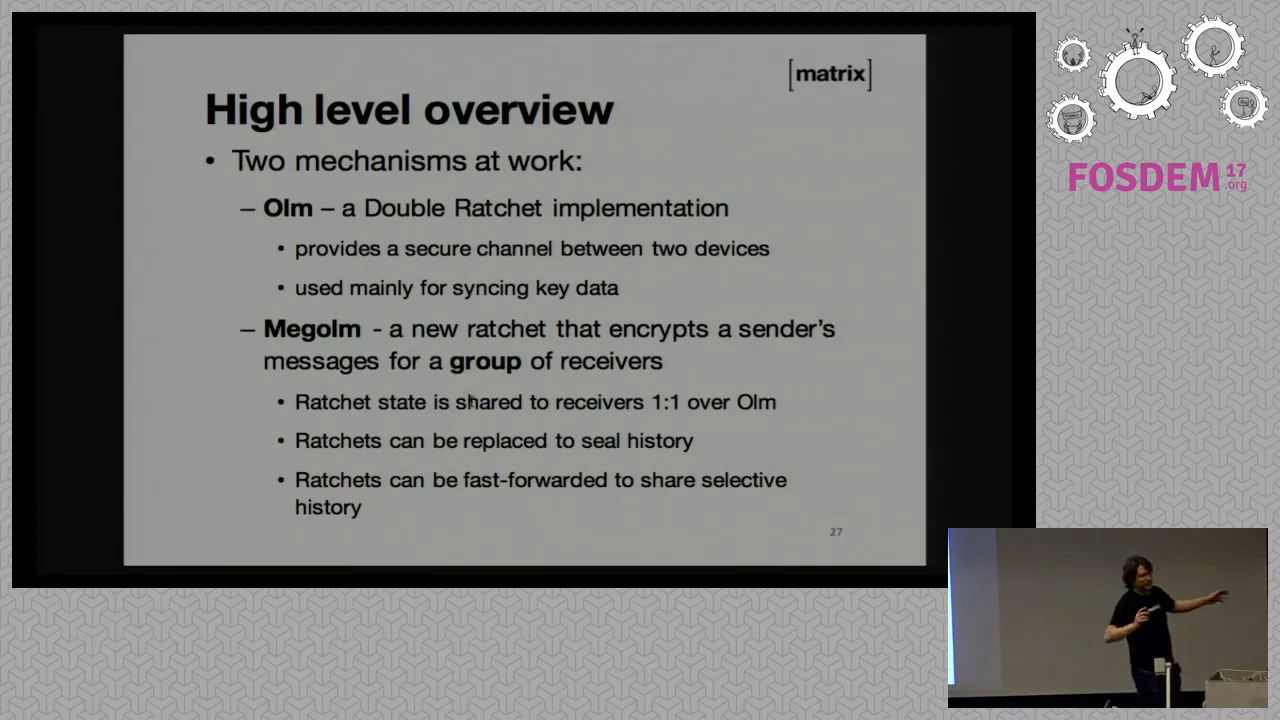 [matrix]
High level overview
• Two mechanisms at work:
– Olm – a Double Ratchet implementation
• provides a secure channel between two devices
• used mainly for syncing key data
– Megolm - a new ratchet that encrypts a sender's
messages for a group of receivers
• Ratchet state is shared to receivers 1:1 over Olm
• Ratchets can be replaced to seal history
• Ratchets can be fast-forwarded to share selective
history
27
FOSDEM 17
.org